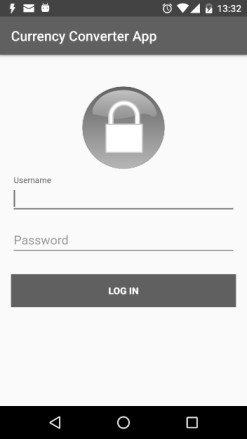 13:32
Currency Converter App
Username
Password
LOG IN